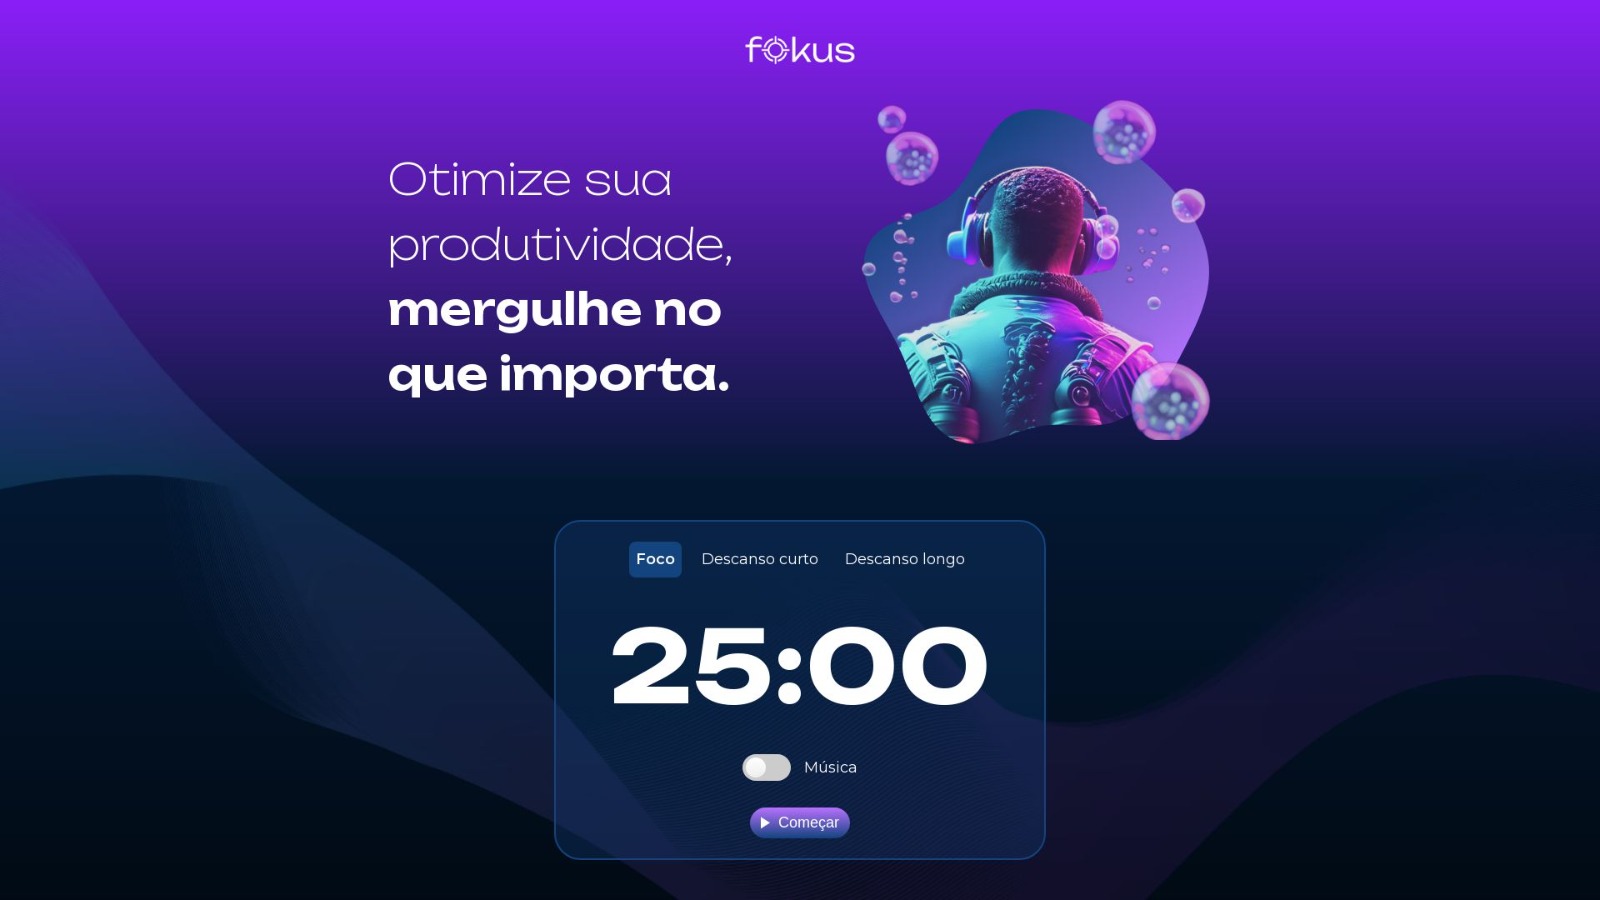 fokus
Otimize sua
produtividade,
mergulhe no
que importa.
Foco Descanso curto Descanso longo
25:00
Música
Começar